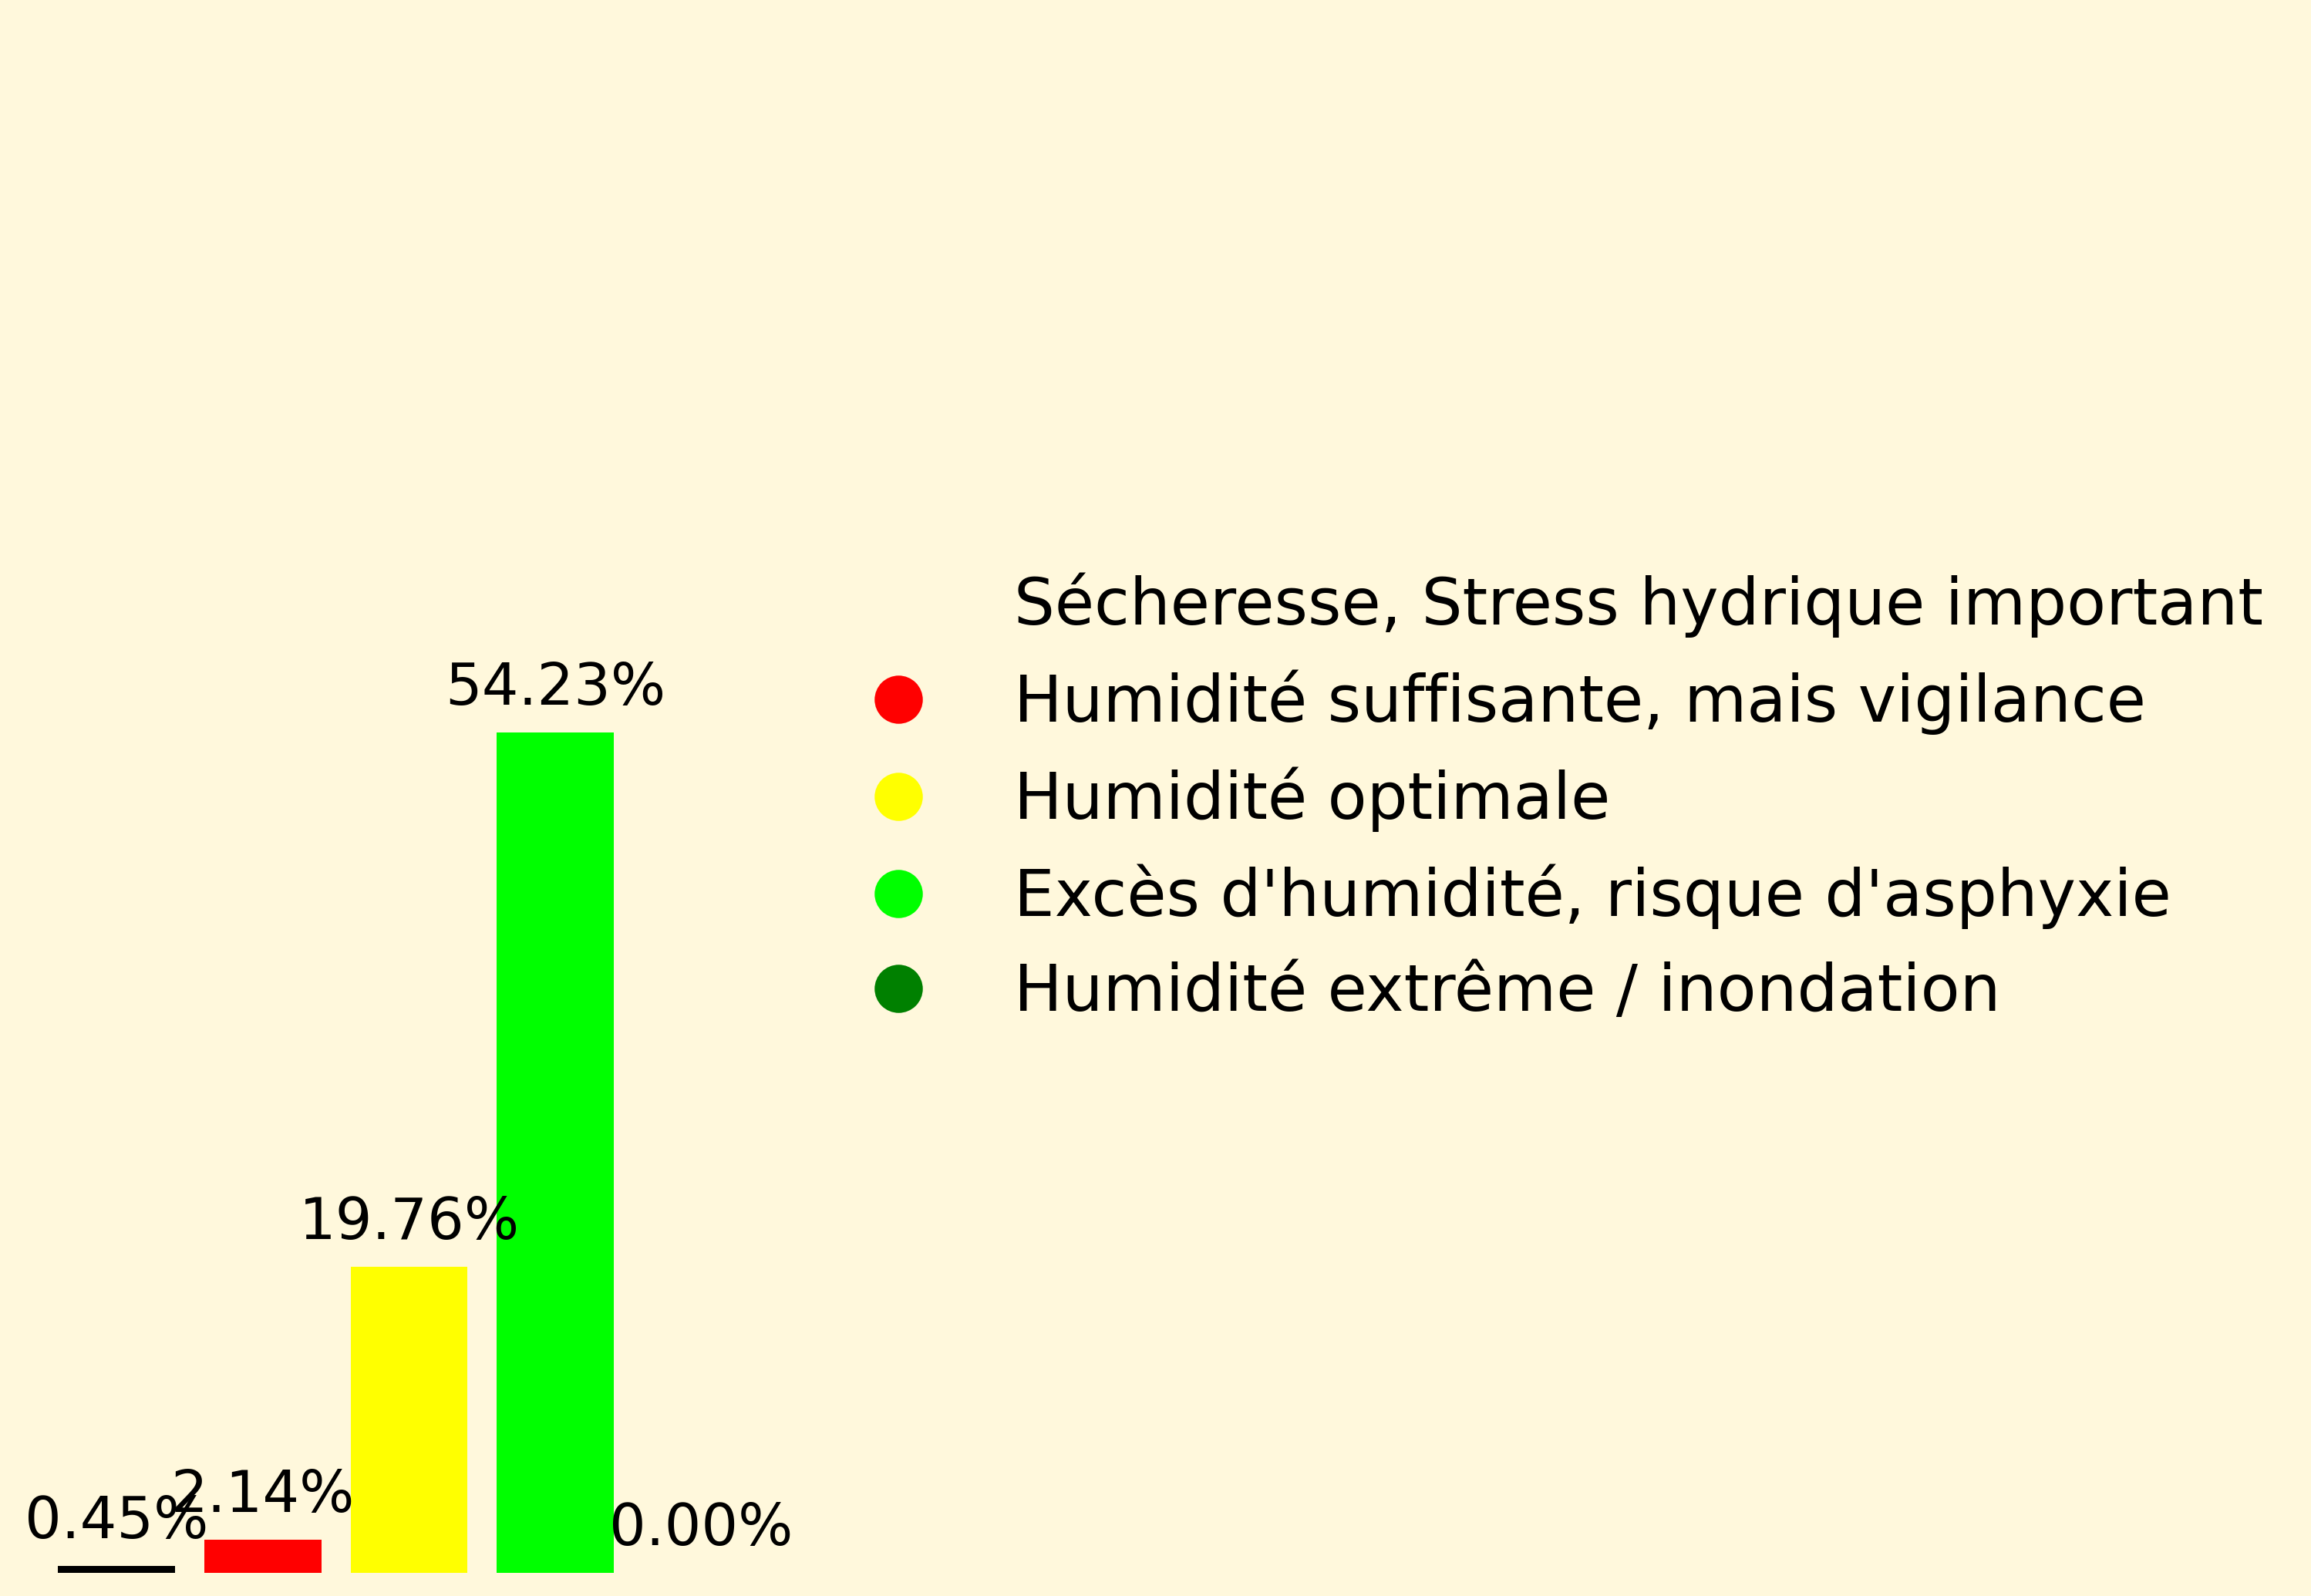 Sécheresse, Stress hydrique important
Humidité suffisante, mais vigilance
Humidité optimale
Excès d'humidité, risque d'asphyxie
Humidité extrême / inondation
54.23%
19.76%
2.14%
0.45%
0.00%